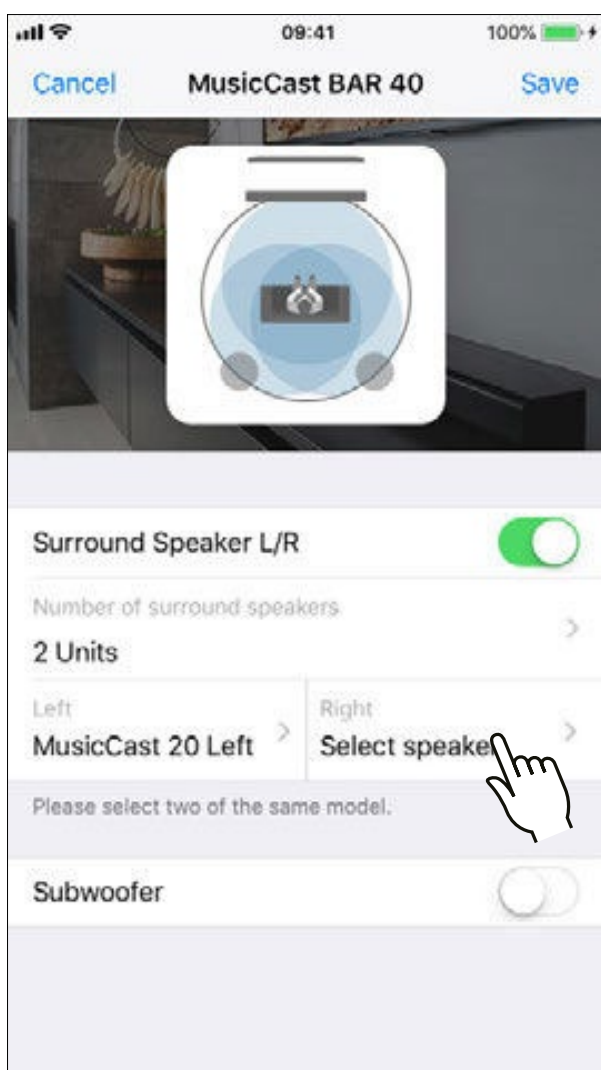 09:41
100%
Cancel
MusicCast BAR 40
Save
Surround Speaker L/R
Number of surround speakers
2 Units
Left
MusicCast 20 Left
Right
Select speaker
Please select two of the same model.
Subwoofer